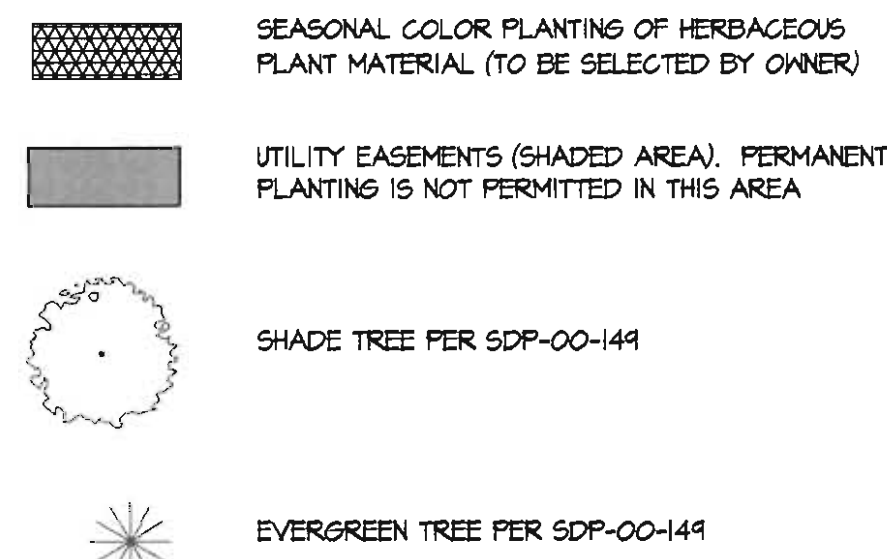 SEASONAL COLOR PLANTING OF HERBACEOUS
PLANT MATERIAL (TO BE SELECTED BY OWNER)
UTILITY EASEMENTS (SHADED AREA). PERMANENT
PLANTING IS NOT PERMITTED IN THIS AREA
SHADE TREE PER SDP-00-149
EVERGREEN TREE PER SDP-00-149